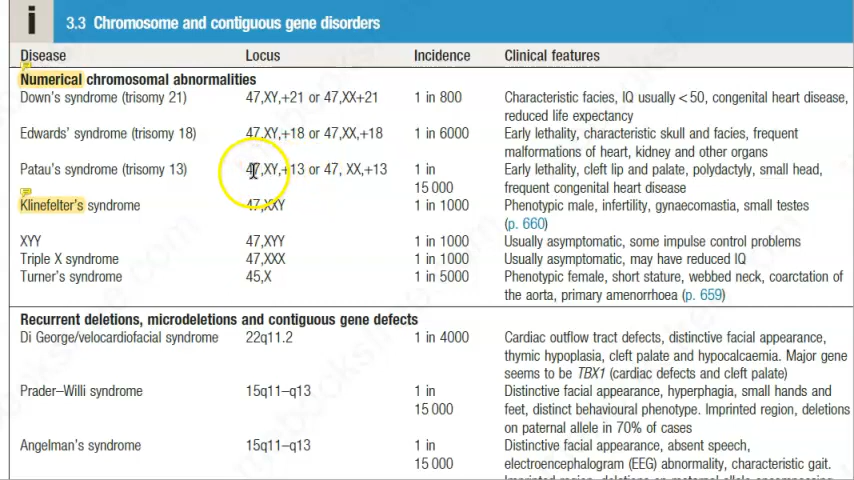 i
3.3 Chromosome and contiguous gene disorders
Disease Locus Incidence Clinical features
Numerical chromosomal abnormalities
Down's syndrome (trisomy 21) 47,XY,+21 or 47,XX+21 1 in 800 Characteristic facies, IQ usually <50, congenital heart disease,
reduced life expectancy
Edwards' syndrome (trisomy 18) 47,XY,+18 or 47,XX,+18 1 in 6000 Early lethality, characteristic skull and facies, frequent
malformations of heart, kidney and other organs
Patau's syndrome (trisomy 13) 47,XY,+13 or 47, XX,+13 1 in Early lethality, cleft lip and palate, polydactyly, small head,
15 000 frequent congenital heart disease
Klinefelter's syndrome 47,XXY 1 in 1000 Phenotypic male, infertility, gynaecomastia, small testes
(p. 660)
XYY 47,XYY 1 in 1000 Usually asymptomatic, some impulse control problems
Triple X syndrome 47,XXX 1 in 1000 Usually asymptomatic, may have reduced IQ
Turner's syndrome 45,X 1 in 5000 Phenotypic female, short stature, webbed neck, coarctation of
the aorta, primary amenorrhoea (p. 659)
Recurrent deletions, microdeletions and contiguous gene defects
Di George/velocardiofacial syndrome 22q11.2 1 in 4000 Cardiac outflow tract defects, distinctive facial appearance,
thymic hypoplasia, cleft palate and hypocalcaemia. Major gene
seems to be TBX1 (cardiac defects and cleft palate)
Prader–Willi syndrome 15q11–q13 1 in Distinctive facial appearance, hyperphagia, small hands and
15 000 feet, distinct behavioural phenotype. Imprinted region, deletions
on paternal allele in 70% of cases
Angelman's syndrome 15q11–q13 1 in Distinctive facial appearance, absent speech,
15 000 electroencephalogram (EEG) abnormality, characteristic gait.